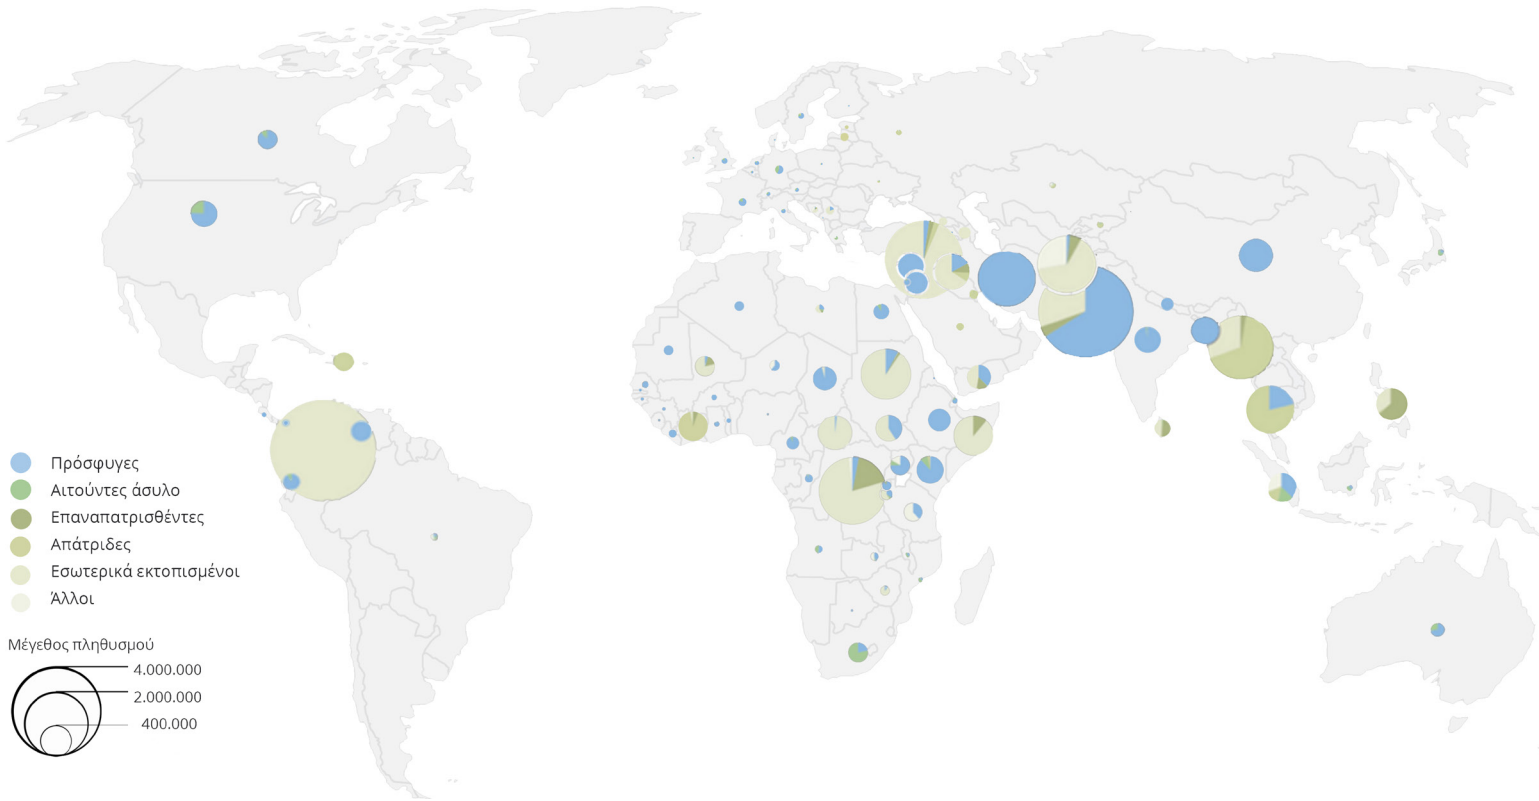 Πρόσφυγες
Αιτούντες άσυλο
Επαναπατρισθέντες
Απάτριδες
Εσωτερικά εκτοπισμένοι
Άλλοι
Μέγεθος πληθυσμού
4.000.000
2.000.000
400.000